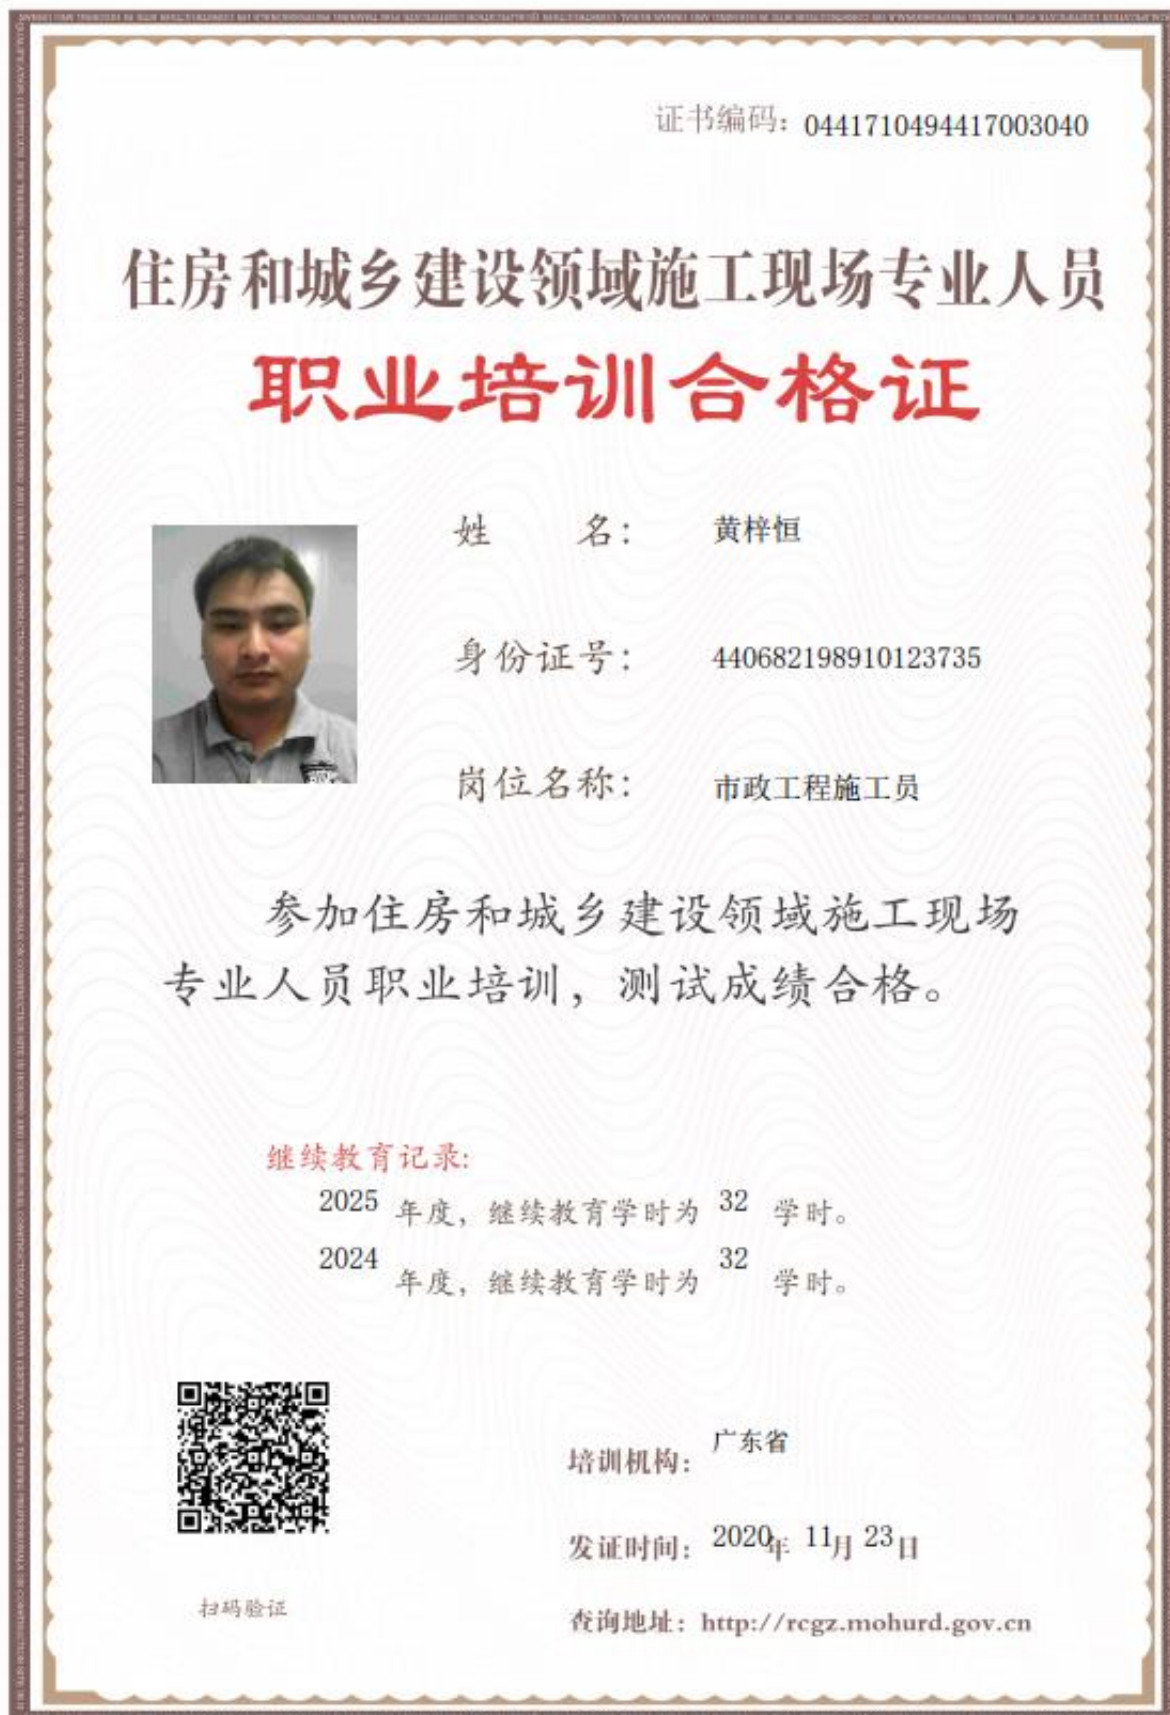 证书编码：0441710494417003040
住房和城乡建设领域施工现场专业人员
职业培训合格证
姓 名： 黄梓恒
身份证号： 440682198910123735
岗位名称： 市政工程施工员
参加住房和城乡建设领域施工现场
专业人员职业培训，测试成绩合格。
继续教育记录:
2025 年度，继续教育学时为 32 学时。
2024 年度，继续教育学时为 32 学时。
培训机构： 广东省
发证时间： 2020年 11月 23日
扫码验证
查询地址：http://rcgz.mohurd.gov.cn